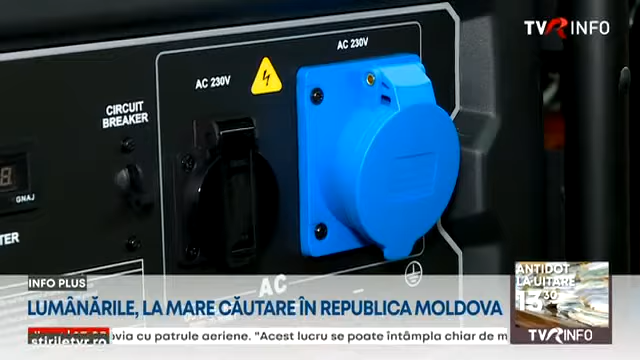 TVR INFO
AC 230V
AC 230V
CIRCUIT
BREAKER
GNAJ
TER
AC
INFO PLUS
LUMÂNĂRILE, LA MARE CĂUTARE ÎN REPUBLICA MOLDOVA
ANTIDOT
LA UITARE
13:30
TVR INFO
stiriletvr.ro
ovia cu patrule aeriene. "Acest lucru se poate întâmpla chiar de m